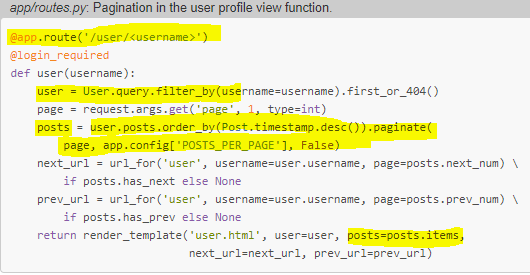 app/routes.py: Pagination in the user profile view function.
@app.route('/user/<username>')
@login_required
def user(username):
    user = User.query.filter_by(username=username).first_or_404()
    page = request.args.get('page', 1, type=int)
    posts = user.posts.order_by(Post.timestamp.desc()).paginate(
        page, app.config['POSTS_PER_PAGE'], False)
    next_url = url_for('user', username=user.username, page=posts.next_num) \
        if posts.has_next else None
    prev_url = url_for('user', username=user.username, page=posts.prev_num) \
        if posts.has_prev else None
    return render_template('user.html', user=user, posts=posts.items,
                           next_url=next_url, prev_url=prev_url)